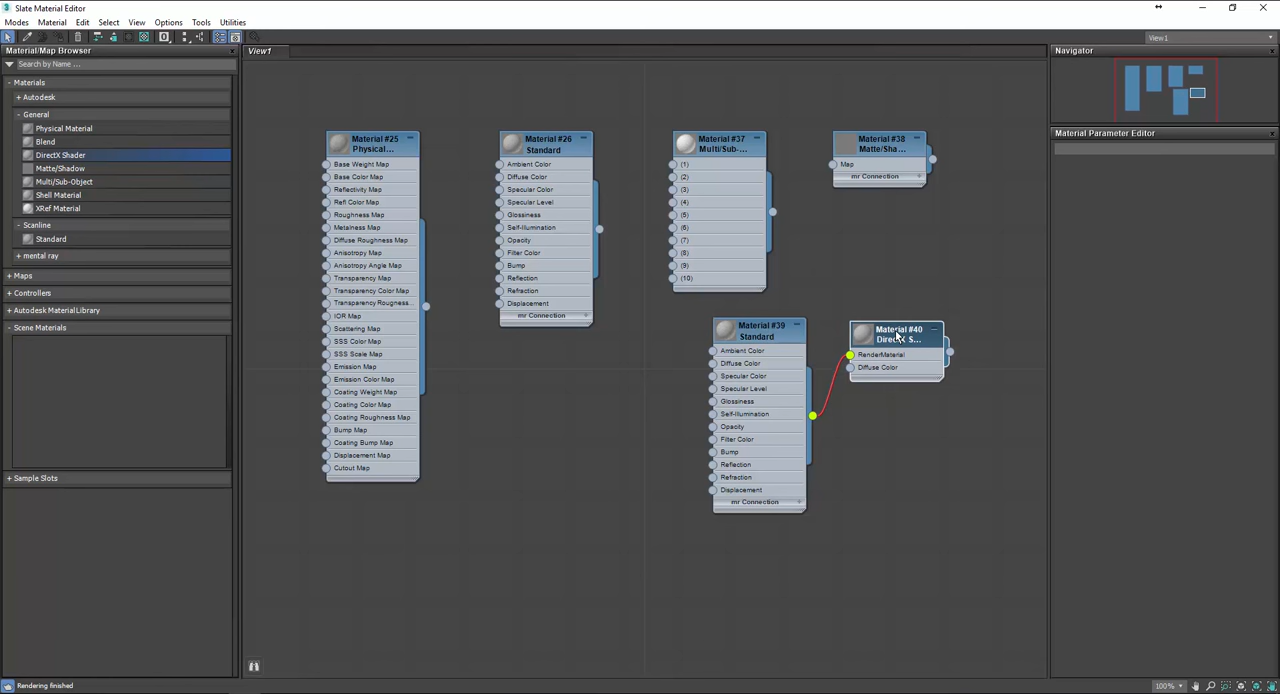 Slate Material Editor
Modes Material Edit Select View Options Tools Utilities
View1
Material/Map Browser
Search by Name ...
- Materials
+ Autodesk
- General
Physical Material
Blend
DirectX Shader
Matte/Shadow
Multi/Sub-Object
Shell Material
XRef Material
- Scanline
Standard
+ mental ray
+ Maps
+ Controllers
+ Autodesk Material Library
- Scene Materials
+ Sample Slots
View1
Material #25
Physical...
Base Weight Map
Base Color Map
Reflectivity Map
Refl Color Map
Roughness Map
Metalness Map
Diffuse Roughness Map
Anisotropy Map
Anisotropy Angle Map
Transparency Map
Transparency Color Map
Transparency Rougness...
IOR Map
Scattering Map
SSS Color Map
SSS Scale Map
Emission Map
Emission Color Map
Coating Weight Map
Coating Color Map
Coating Roughness Map
Bump Map
Coating Bump Map
Displacement Map
Cutout Map
Material #26
Standard
Ambient Color
Diffuse Color
Specular Color
Specular Level
Glossiness
Self-Illumination
Opacity
Filter Color
Bump
Reflection
Refraction
Displacement
mr Connection +
Material #37
Multi/Sub-...
(1)
(2)
(3)
(4)
(5)
(6)
(7)
(8)
(9)
(10)
Material #38
Matte/Sha...
Map
mr Connection +
Material #39
Standard
Ambient Color
Diffuse Color
Specular Color
Specular Level
Glossiness
Self-Illumination
Opacity
Filter Color
Bump
Reflection
Refraction
Displacement
mr Connection +
Material #40
DirectX S...
RenderMaterial
Diffuse Color
Navigator
Material Parameter Editor
Rendering finished
100%